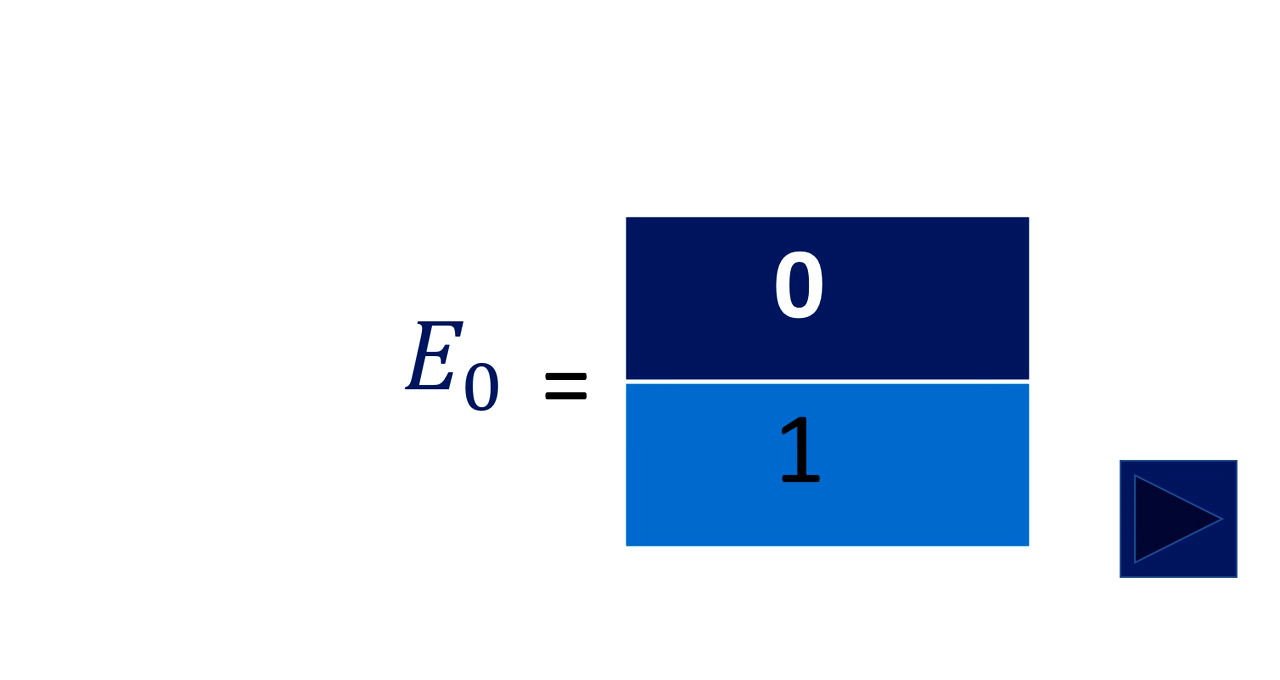 0
E₀ =
1